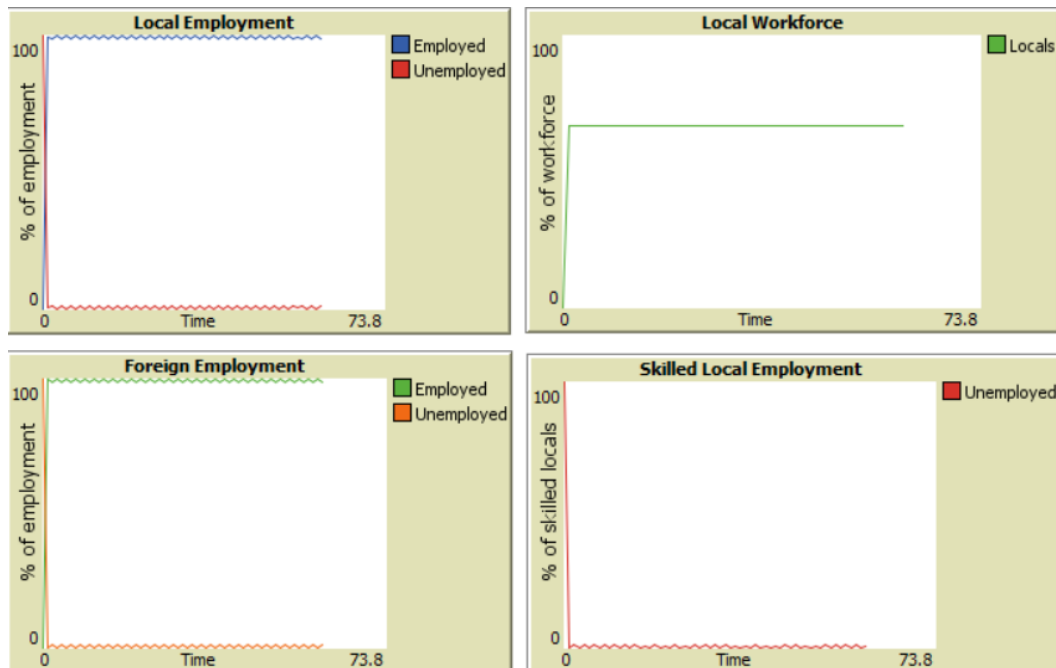 Local Employment
100
% of employment
0
0
Time
73.8
Employed
Unemployed
Local Workforce
100
% of workforce
0
0
Time
73.8
Locals
Foreign Employment
100
% of employment
0
0
Time
73.8
Employed
Unemployed
Skilled Local Employment
100
% of skilled locals
0
0
Time
73.8
Unemployed